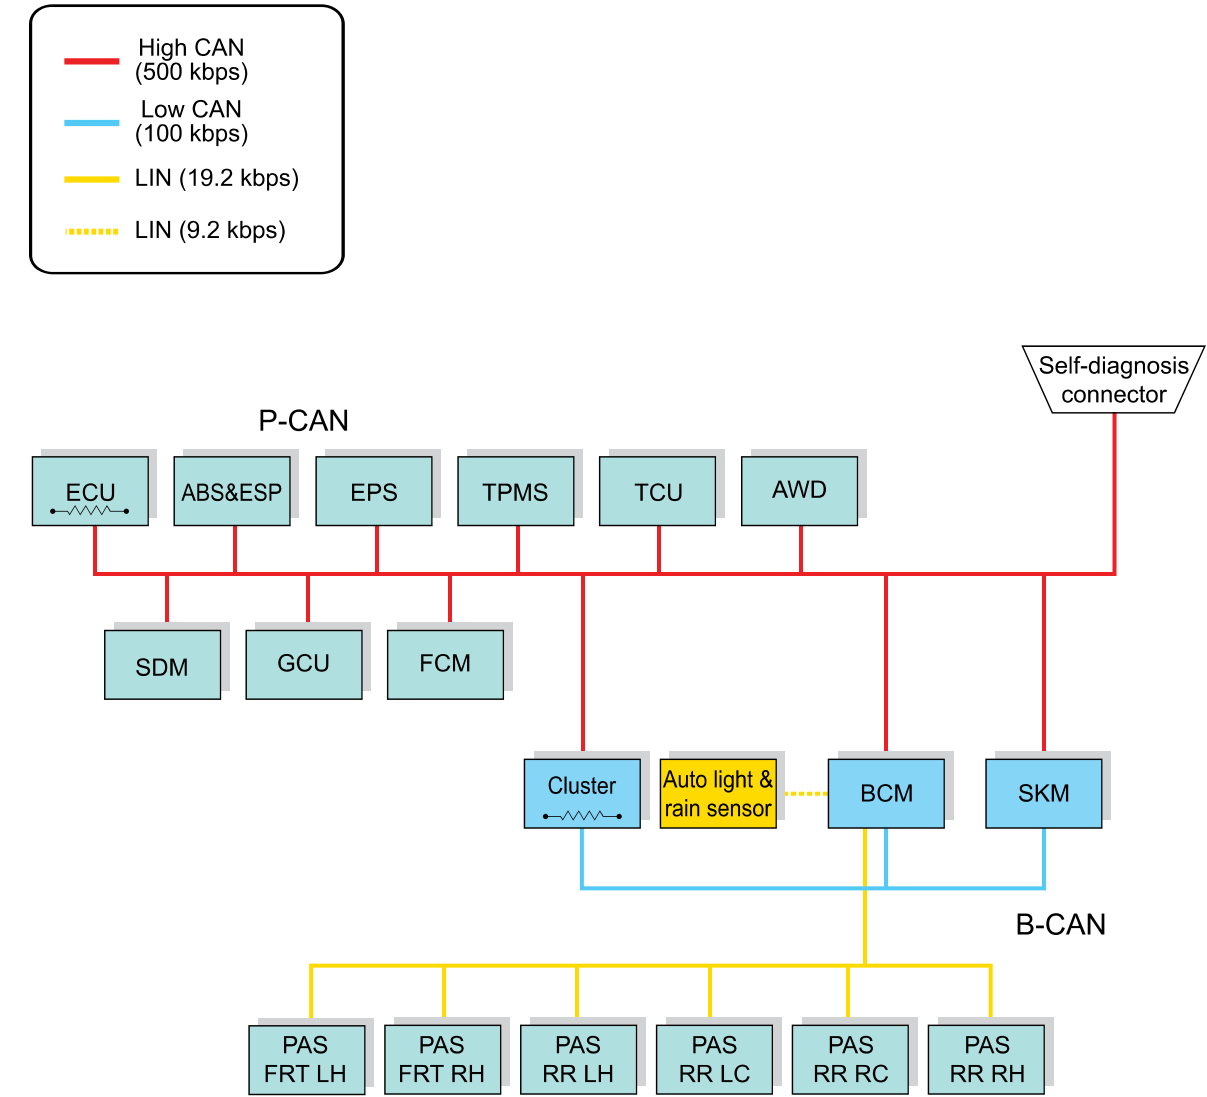 High CAN
(500 kbps)
Low CAN
(100 kbps)
LIN (19.2 kbps)
LIN (9.2 kbps)
Self-diagnosis
connector
P-CAN
ECU
ABS&ESP
EPS
TPMS
TCU
AWD
SDM
GCU
FCM
Cluster
Auto light &
rain sensor
BCM
SKM
B-CAN
PAS
FRT LH
PAS
FRT RH
PAS
RR LH
PAS
RR LC
PAS
RR RC
PAS
RR RH